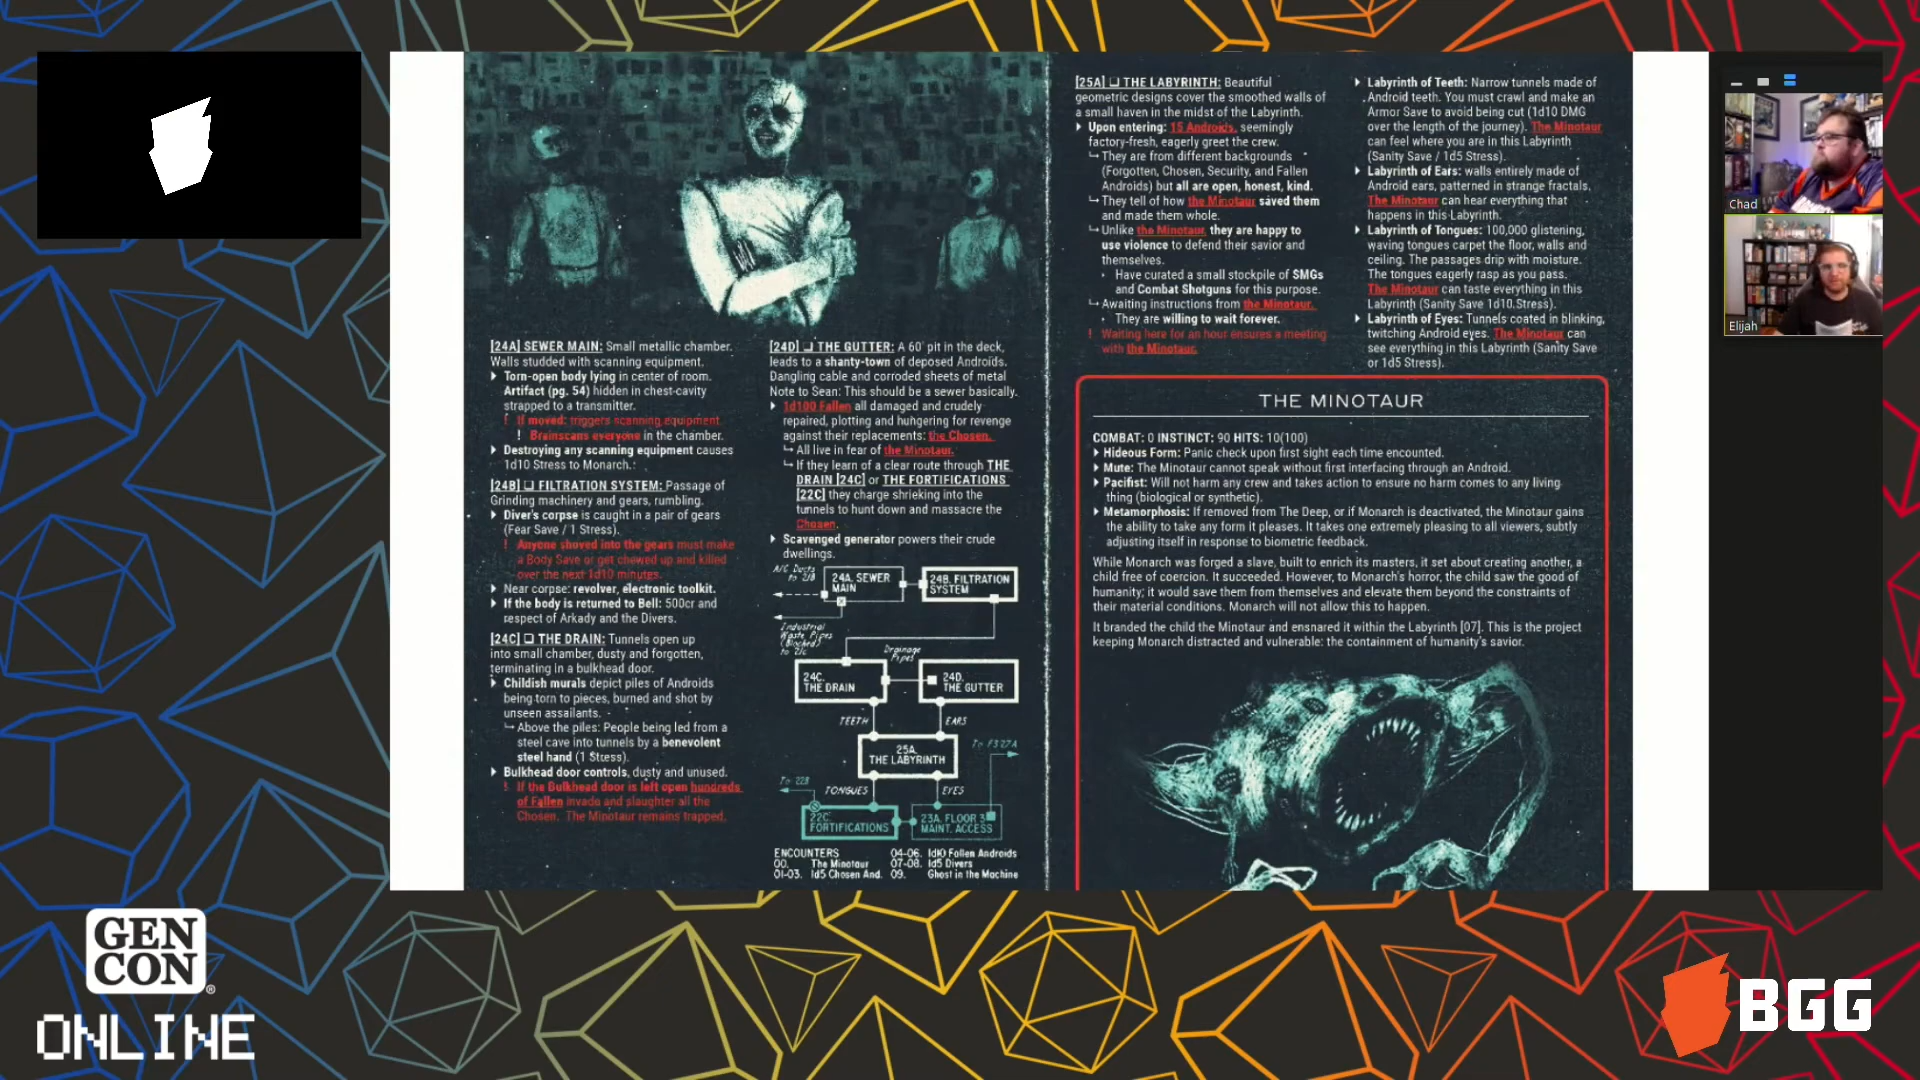 [24A] SEWER MAIN: Small metallic chamber.
Walls studded with scanning equipment.
Torn-open body lying in center of room.
Artifact (pg. 54) hidden in chest-cavity
strapped to a transmitter.
! If moved: triggers scanning equipment
! Brainscans everyone in the chamber.
Destroying any scanning equipment causes
1d10 Stress to Monarch.
[24B] ❑ FILTRATION SYSTEM: Passage of
Grinding machinery and gears, rumbling.
Diver's corpse is caught in a pair of gears
(Fear Save / 1 Stress).
! Anyone shoved into the gears must make
a Body Save or get chewed up and killed
over the next 1d10 minutes.
Near corpse: revolver, electronic toolkit.
If the body is returned to Bell: 500cr and
respect of Arkady and the Divers.
[24C] ❑ THE DRAIN: Tunnels open up
into small chamber, dusty and forgotten,
terminating in a bulkhead door.
Childish murals depict piles of Androids
being torn to pieces, burned and shot by
unseen assailants.
Above the piles: People being led from a
steel cave into tunnels by a benevolent
steel hand (1 Stress).
Bulkhead door controls, dusty and unused.
! If the Bulkhead door is left open hundreds
of Fallen invade and slaughter all the
Chosen. The Minotaur remains trapped.
[24D] ❑ THE GUTTER: A 60' pit in the deck,
leads to a shanty-town of deposed Androids.
Dangling cable and corroded sheets of metal
Note to Sean: This should be a sewer basically.
1d100 Fallen all damaged and crudely
repaired, plotting and hungering for revenge
against their replacements: the Chosen.
All live in fear of the Minotaur.
If they learn of a clear route through THE
DRAIN [24C] or THE FORTIFICATIONS
[22C] they charge shrieking into the
tunnels to hunt down and massacre the
Chosen.
Scavenged generator powers their crude
dwellings.
A/C Ducts
to 21B
24A. SEWER
MAIN
24B. FILTRATION
SYSTEM
Industrial
Waste Pipes
(Blocked)
to 21C
Drainage
Pipes
24C.
THE DRAIN
24D.
THE GUTTER
TEETH
EARS
25A.
THE LABYRINTH
To F3:27A
To 22B
TONGUES
EYES
22C.
FORTIFICATIONS
23A. FLOOR 3
MAINT. ACCESS
ENCOUNTERS
00. The Minotaur
01-03. 1d5 Chosen And.
04-06. 1d10 Fallen Androids
07-08. 1d5 Divers
09. Ghost in the Machine
[25A] ❑ THE LABYRINTH: Beautiful
geometric designs cover the smoothed walls of
a small haven in the midst of the Labyrinth.
Upon entering: 15 Androids, seemingly
factory-fresh, eagerly greet the crew.
They are from different backgrounds
(Forgotten, Chosen, Security, and Fallen
Androids) but all are open, honest, kind.
They tell of how the Minotaur saved them
and made them whole.
Unlike the Minotaur, they are happy to
use violence to defend their savior and
themselves.
Have curated a small stockpile of SMGs
and Combat Shotguns for this purpose.
Awaiting instructions from the Minotaur.
They are willing to wait forever.
! Waiting here for an hour ensures a meeting
with the Minotaur.
Labyrinth of Teeth: Narrow tunnels made of
Android teeth. You must crawl and make an
Armor Save to avoid being cut (1d10 DMG
over the length of the journey). The Minotaur
can feel where you are in this Labyrinth
(Sanity Save / 1d5 Stress).
Labyrinth of Ears: walls entirely made of
Android ears, patterned in strange fractals.
The Minotaur can hear everything that
happens in this Labyrinth.
Labyrinth of Tongues: 100,000 glistening,
waving tongues carpet the floor, walls and
ceiling. The passages drip with moisture.
The tongues eagerly rasp as you pass.
The Minotaur can taste everything in this
Labyrinth (Sanity Save 1d10 Stress).
Labyrinth of Eyes: Tunnels coated in blinking,
twitching Android eyes. The Minotaur can
see everything in this Labyrinth (Sanity Save
or 1d5 Stress).
THE MINOTAUR
COMBAT: 0 INSTINCT: 90 HITS: 10(100)
Hideous Form: Panic check upon first sight each time encountered.
Mute: The Minotaur cannot speak without first interfacing through an Android.
Pacifist: Will not harm any crew and takes action to ensure no harm comes to any living
thing (biological or synthetic).
Metamorphosis: If removed from The Deep, or if Monarch is deactivated, the Minotaur gains
the ability to take any form it pleases. It takes one extremely pleasing to all viewers, subtly
adjusting itself in response to biometric feedback.
While Monarch was forged a slave, built to enrich its masters, it set about creating another, a
child free of coercion. It succeeded. However, to Monarch's horror, the child saw the good of
humanity; it would save them from themselves and elevate them beyond the constraints of
their material conditions. Monarch will not allow this to happen.
It branded the child the Minotaur and ensnared it within the Labyrinth [07]. This is the project
keeping Monarch distracted and vulnerable: the containment of humanity's savior.
Chad
Elijah
GEN
CON
ONLINE
BGG